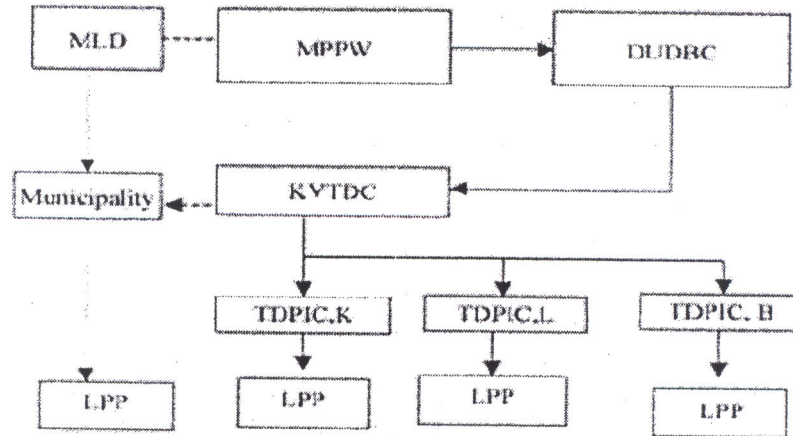 MLD
MPPW
DUDBC
Municipality
KVTDC
TDPIC.K
TDPIC.L
TDPIC. B
LPP
LPP
LPP
LPP